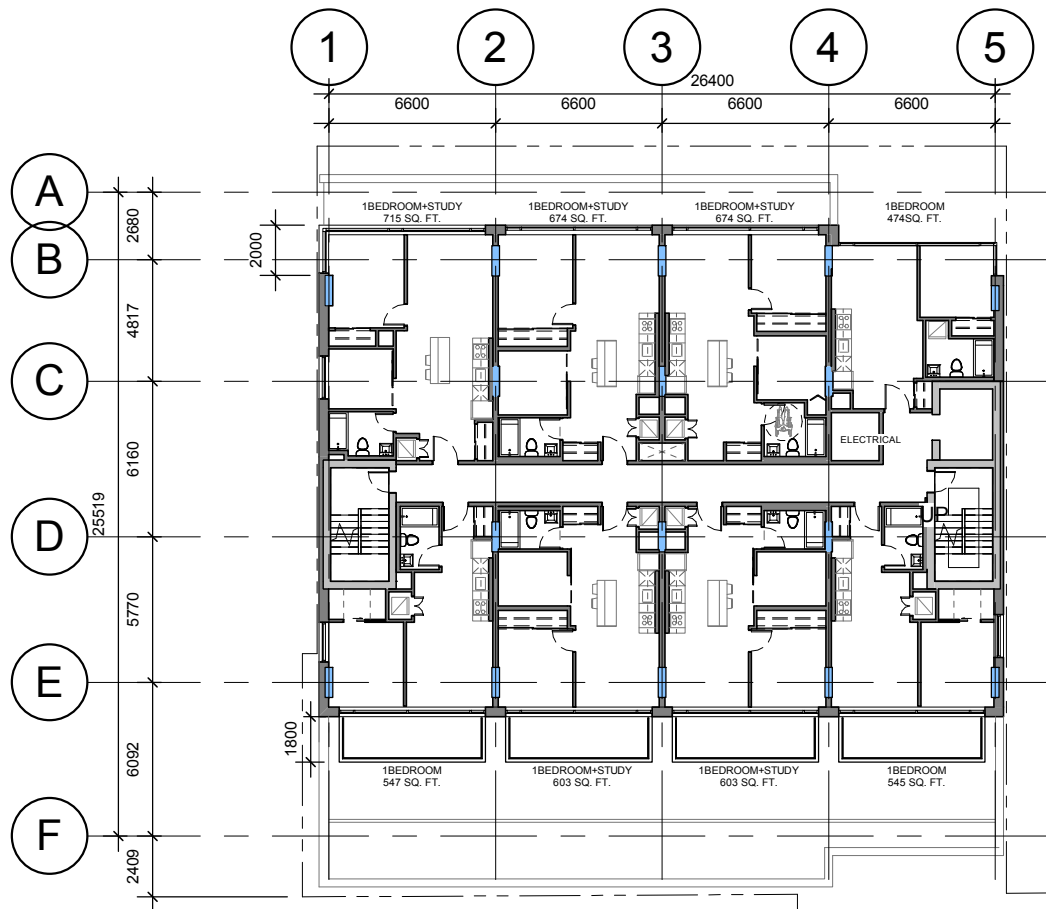 1 2 3 4 5
26400
6600 6600 6600 6600
A
B
C
D
E
F
2680
4817
6160
5770
6092
2409
25519
2000
1800
1BEDROOM+STUDY
715 SQ. FT.
1BEDROOM+STUDY
674 SQ. FT.
1BEDROOM+STUDY
674 SQ. FT.
1BEDROOM
474SQ. FT.
ELECTRICAL
1BEDROOM
547 SQ. FT.
1BEDROOM+STUDY
603 SQ. FT.
1BEDROOM+STUDY
603 SQ. FT.
1BEDROOM
545 SQ. FT.